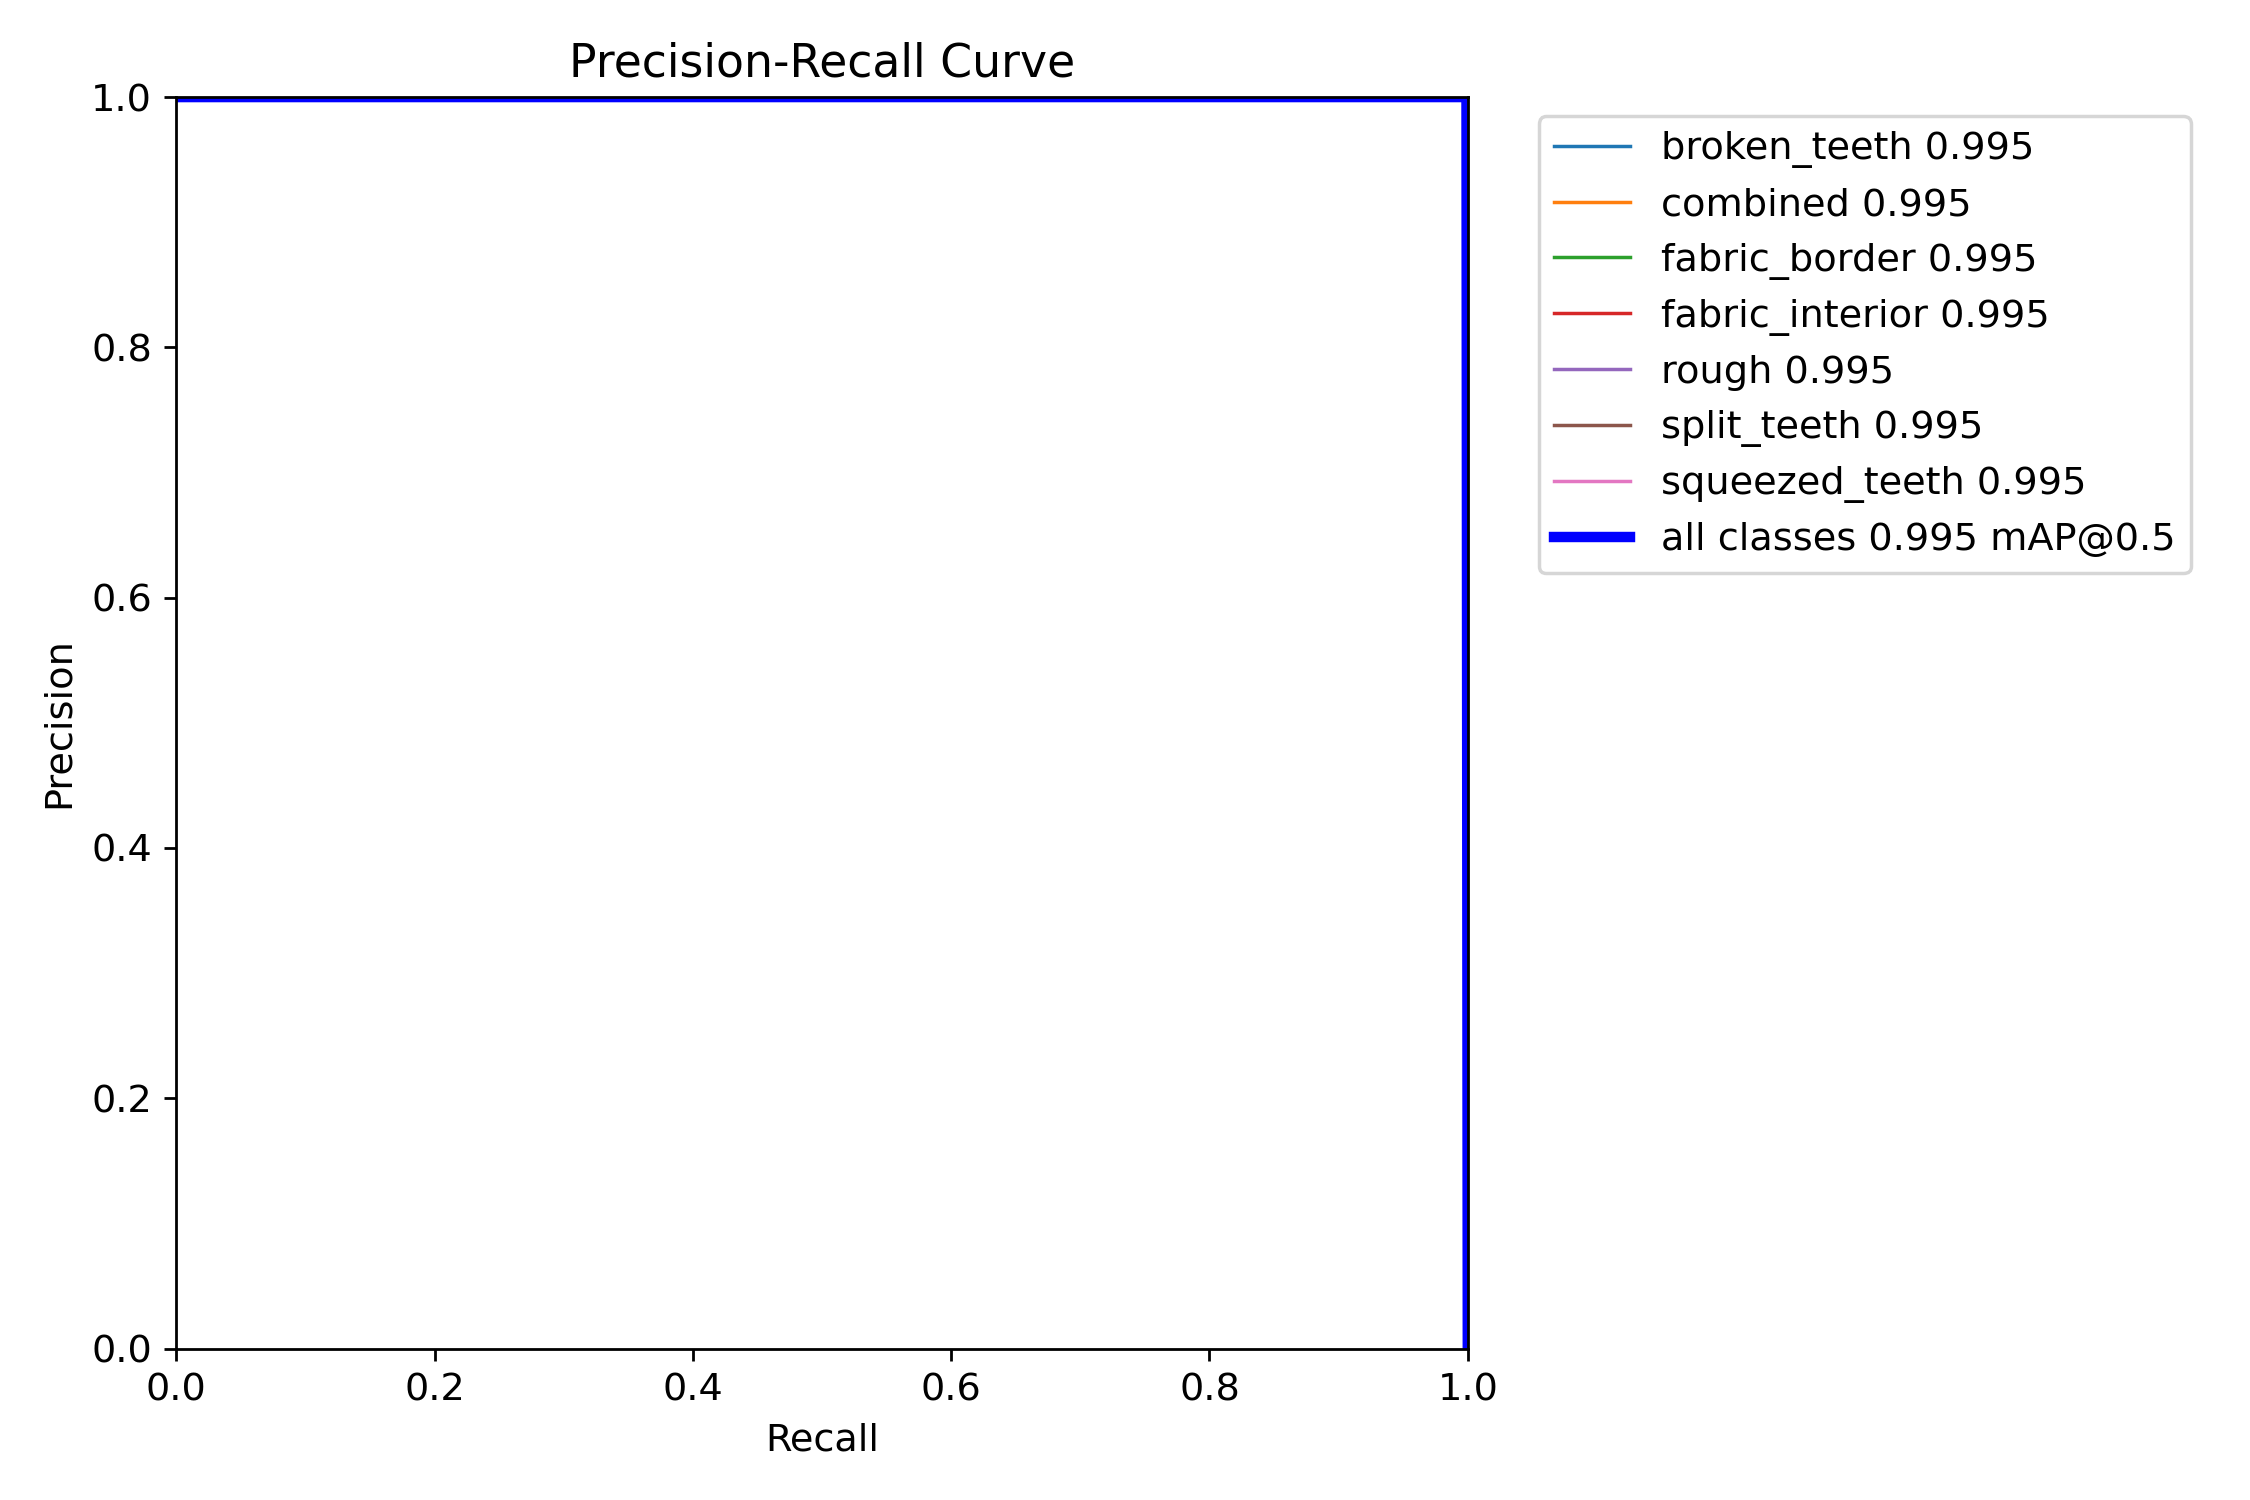 Precision-Recall Curve
1.0
0.8
0.6
0.4
0.2
0.0
Precision
0.0 0.2 0.4 0.6 0.8 1.0
Recall
broken_teeth 0.995
combined 0.995
fabric_border 0.995
fabric_interior 0.995
rough 0.995
split_teeth 0.995
squeezed_teeth 0.995
all classes 0.995 mAP@0.5